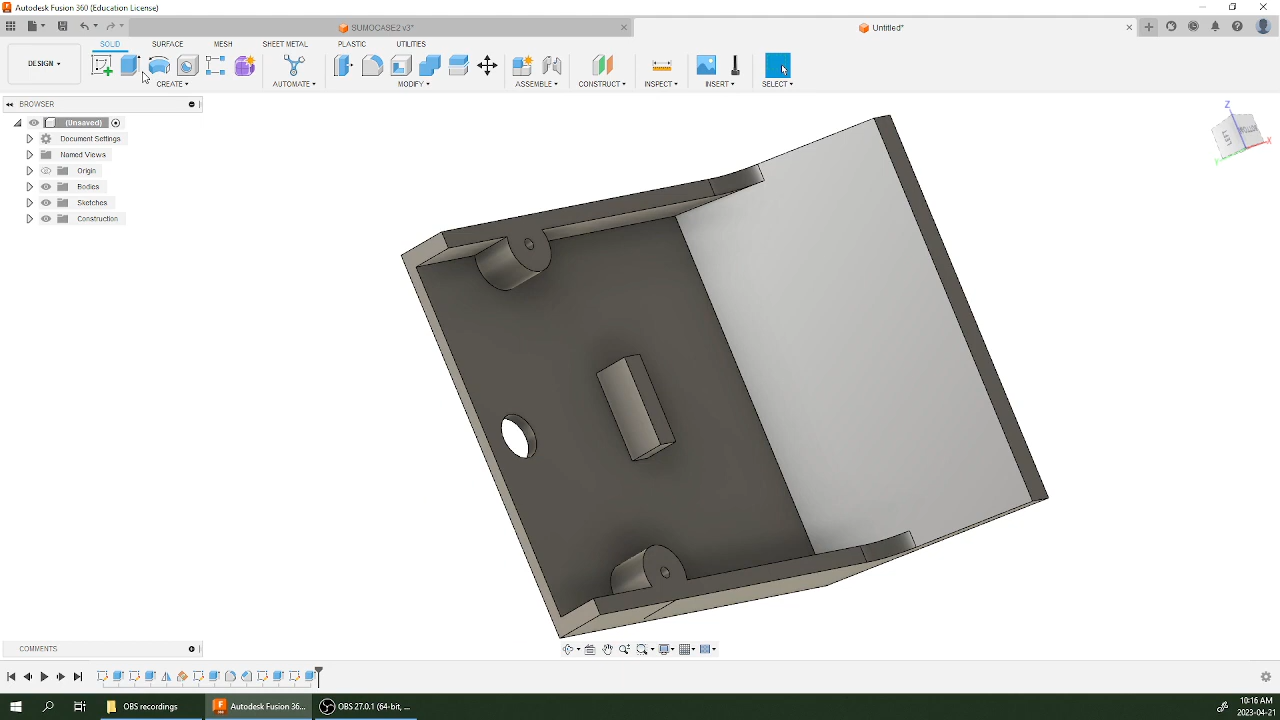 Autodesk Fusion 360 (Education License)
SUMOCASE2 v3*
Untitled*
SOLID
SURFACE
MESH
SHEET METAL
PLASTIC
UTILITIES
DESIGN
CREATE
AUTOMATE
MODIFY
ASSEMBLE
CONSTRUCT
INSPECT
INSERT
SELECT
BROWSER
(Unsaved)
Document Settings
Named Views
Origin
Bodies
Sketches
Construction
Z
X
LEFT
COMMENTS
OBS recordings
Autodesk Fusion 36...
OBS 27.0.1 (64-bit, ...
10:16 AM
2023-04-21